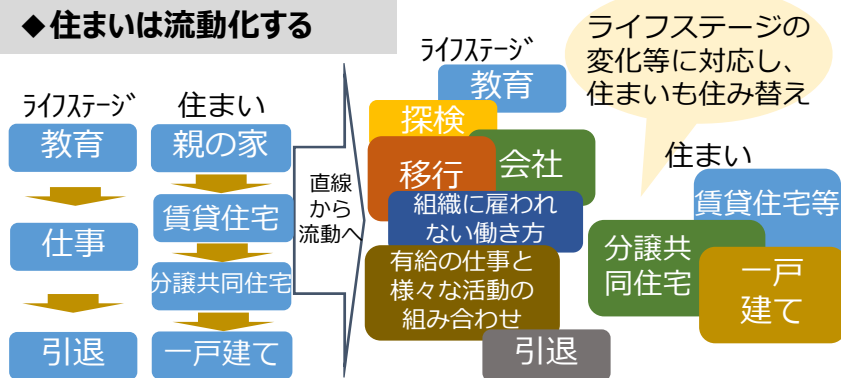 ◆住まいは流動化する
ﾗｲﾌｽﾃｰｼﾞ
住まい
教育
親の家
仕事
賃貸住宅
分譲共同住宅
引退
一戸建て
直線
から
流動へ
ﾗｲﾌｽﾃｰｼﾞ
教育
探検
移行
会社
組織に雇われ
ない働き方
有給の仕事と
様々な活動の
組み合わせ
引退
ライフステージの
変化等に対応し、
住まいも住み替え
住まい
賃貸住宅等
分譲共
同住宅
一戸
建て